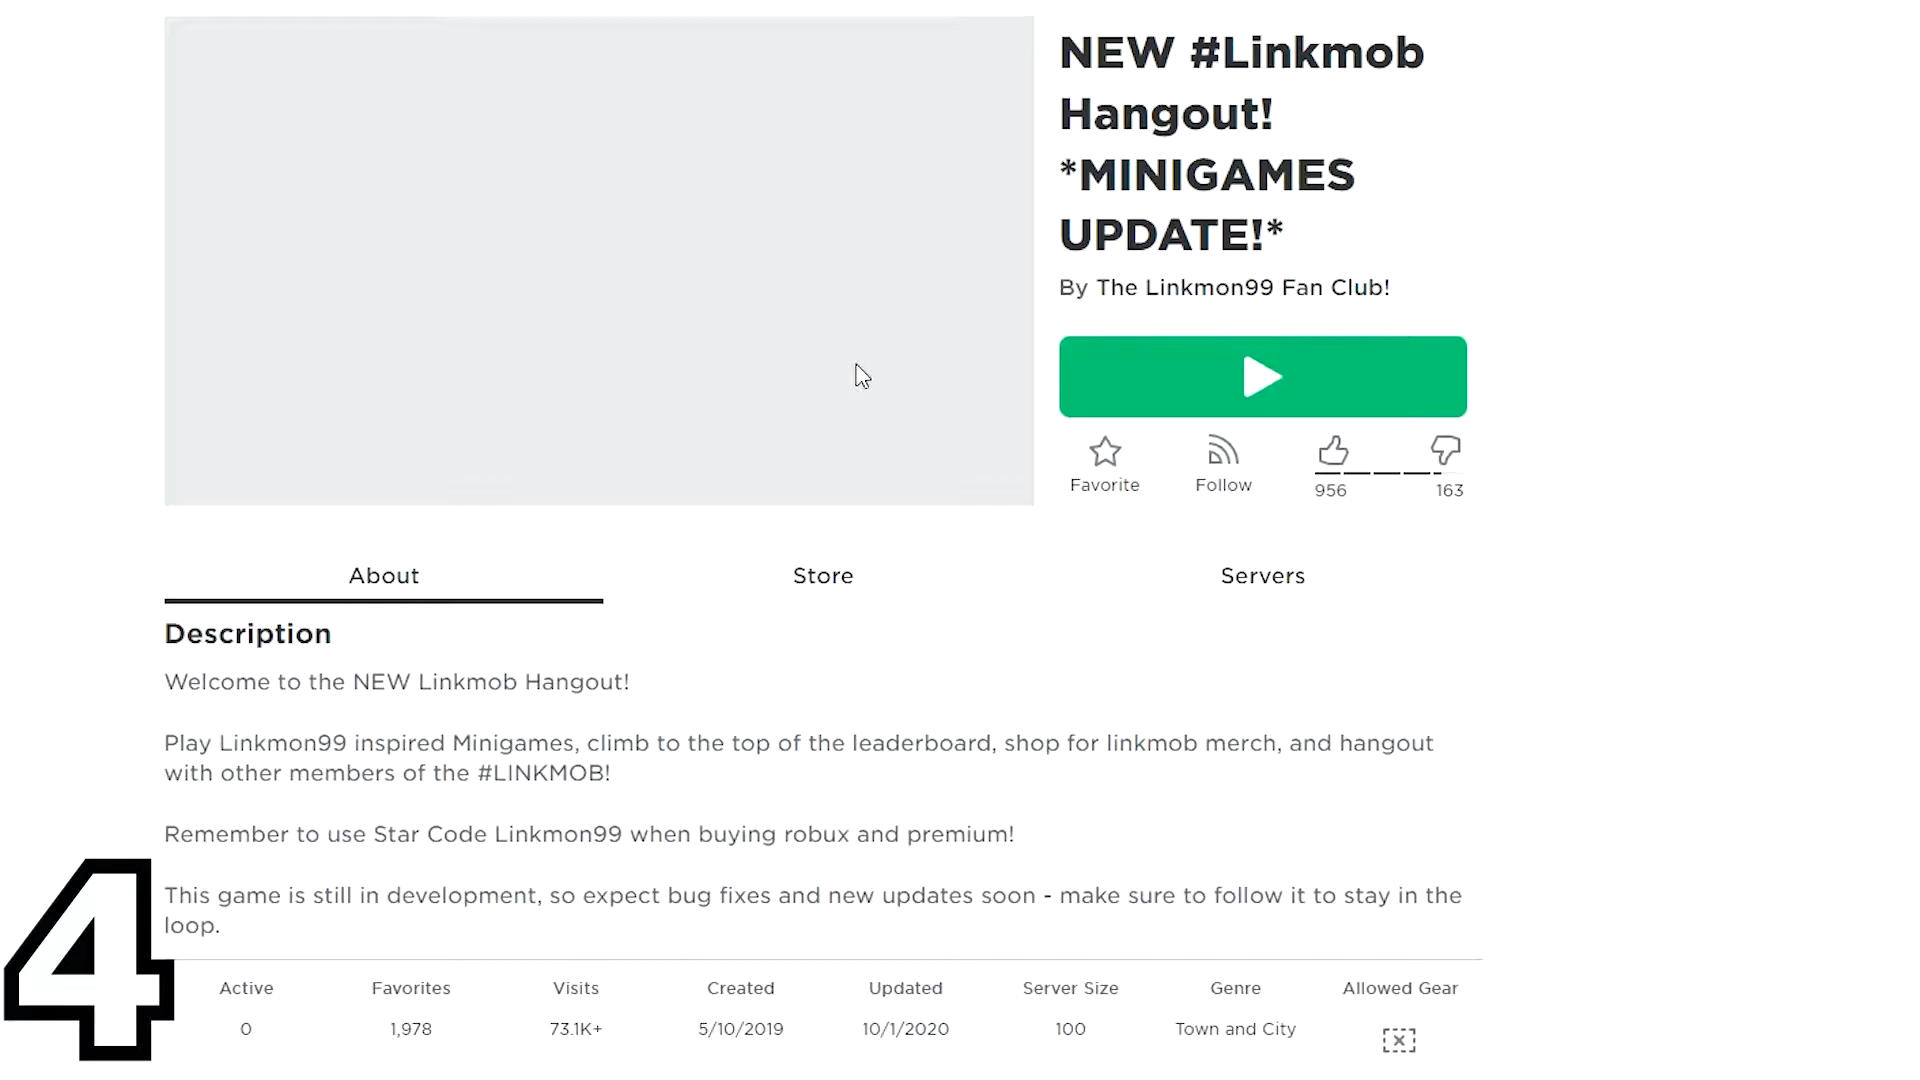 NEW #Linkmob
Hangout!
*MINIGAMES
UPDATE!*
By The Linkmon99 Fan Club!
Favorite
Follow
956
163
About
Store
Servers
Description
Welcome to the NEW Linkmob Hangout!
Play Linkmon99 inspired Minigames, climb to the top of the leaderboard, shop for linkmob merch, and hangout
with other members of the #LINKMOB!
Remember to use Star Code Linkmon99 when buying robux and premium!
This game is still in development, so expect bug fixes and new updates soon - make sure to follow it to stay in the
loop.
4
Active
Favorites
Visits
Created
Updated
Server Size
Genre
Allowed Gear
0
1,978
73.1K+
5/10/2019
10/1/2020
100
Town and City